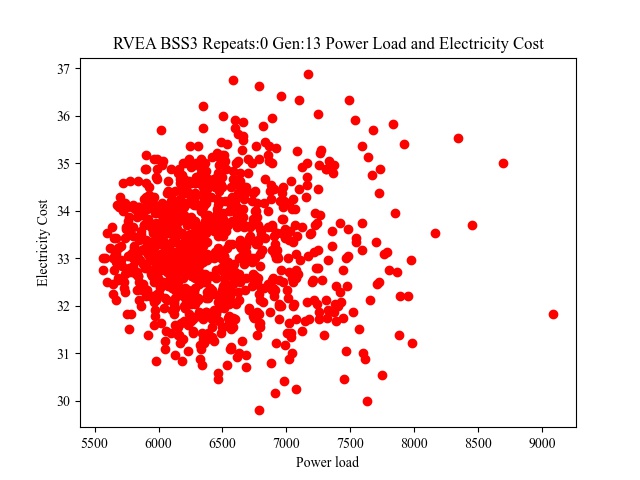 RVEA BSS3 Repeats:0 Gen:13 Power Load and Electricity Cost
37
36
35
34
33
32
31
30
Electricity Cost
5500 6000 6500 7000 7500 8000 8500 9000
Power load